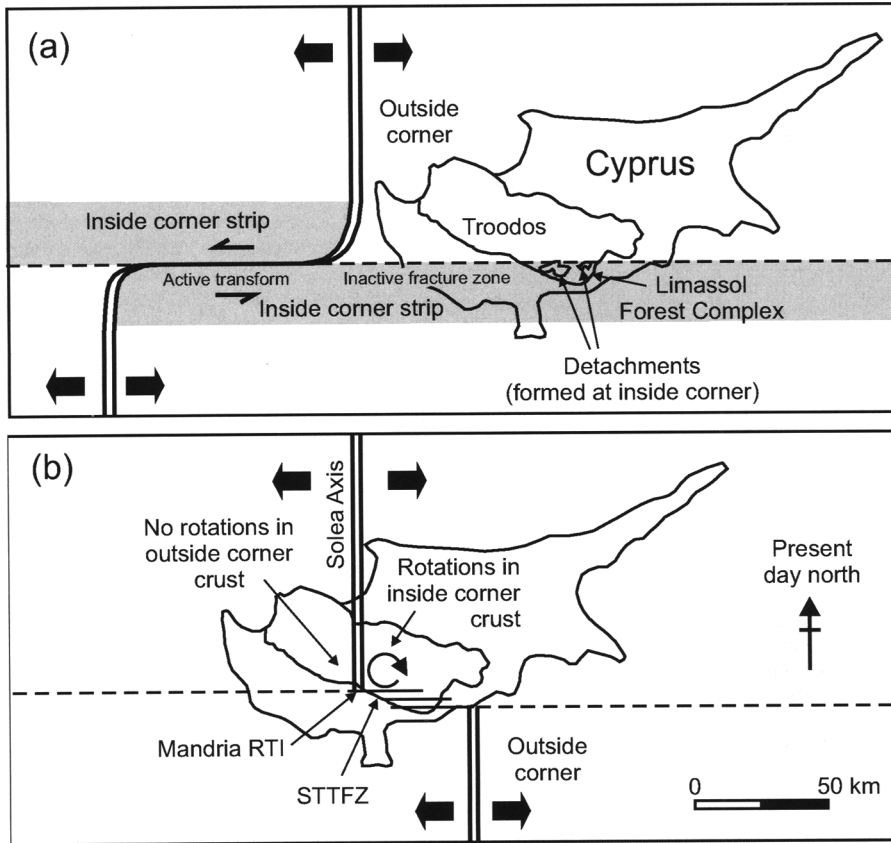 (a)
Outside
corner
Cyprus
Troodos
Inside corner strip
Active transform
Inactive fracture zone
Inside corner strip
Limassol
Forest Complex
Detachments
(formed at inside corner)
(b)
Solea Axis
No rotations in
outside corner
crust
Rotations in
inside corner
crust
Present
day north
Mandria RTI
STTFZ
Outside
corner
0 50 km